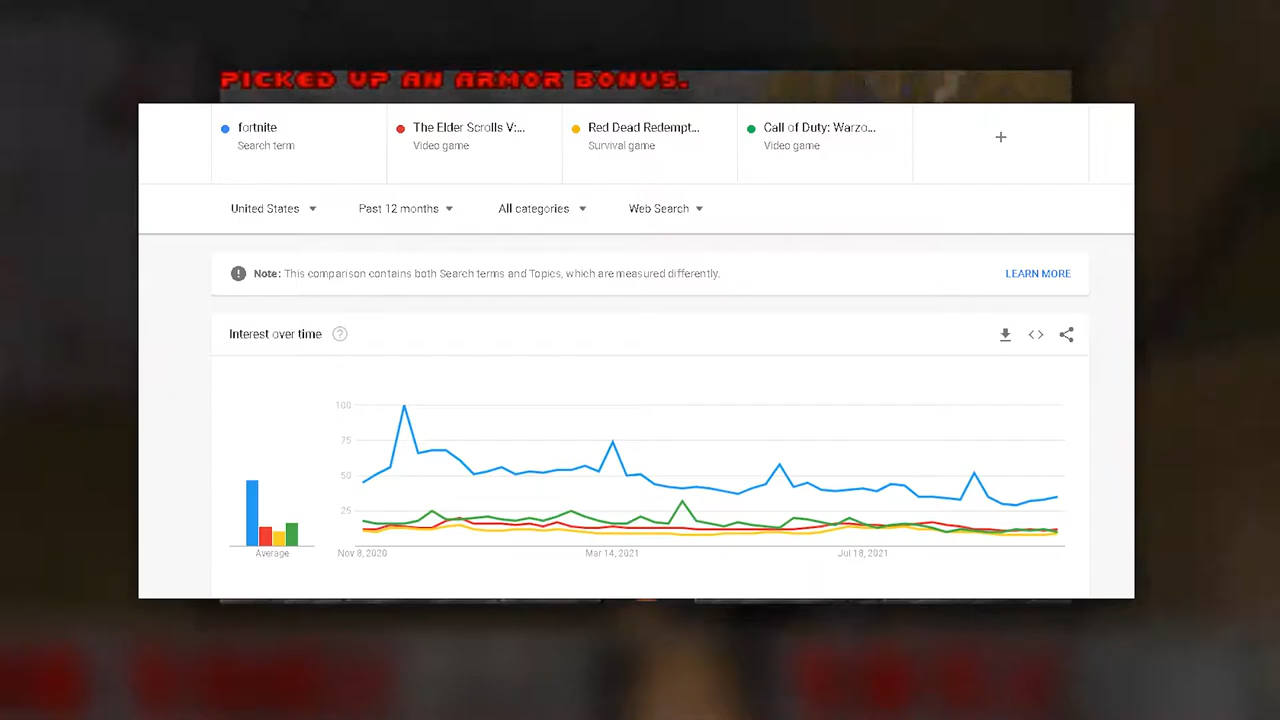 PICKED UP AN ARMOR BONUS.
fortnite
Search term
The Elder Scrolls V:...
Video game
Red Dead Redempt...
Survival game
Call of Duty: Warzo...
Video game
United States
Past 12 months
All categories
Web Search
Note: This comparison contains both Search terms and Topics, which are measured differently.
LEARN MORE
Interest over time
100
75
50
25
Average
Nov 8, 2020
Mar 14, 2021
Jul 18, 2021